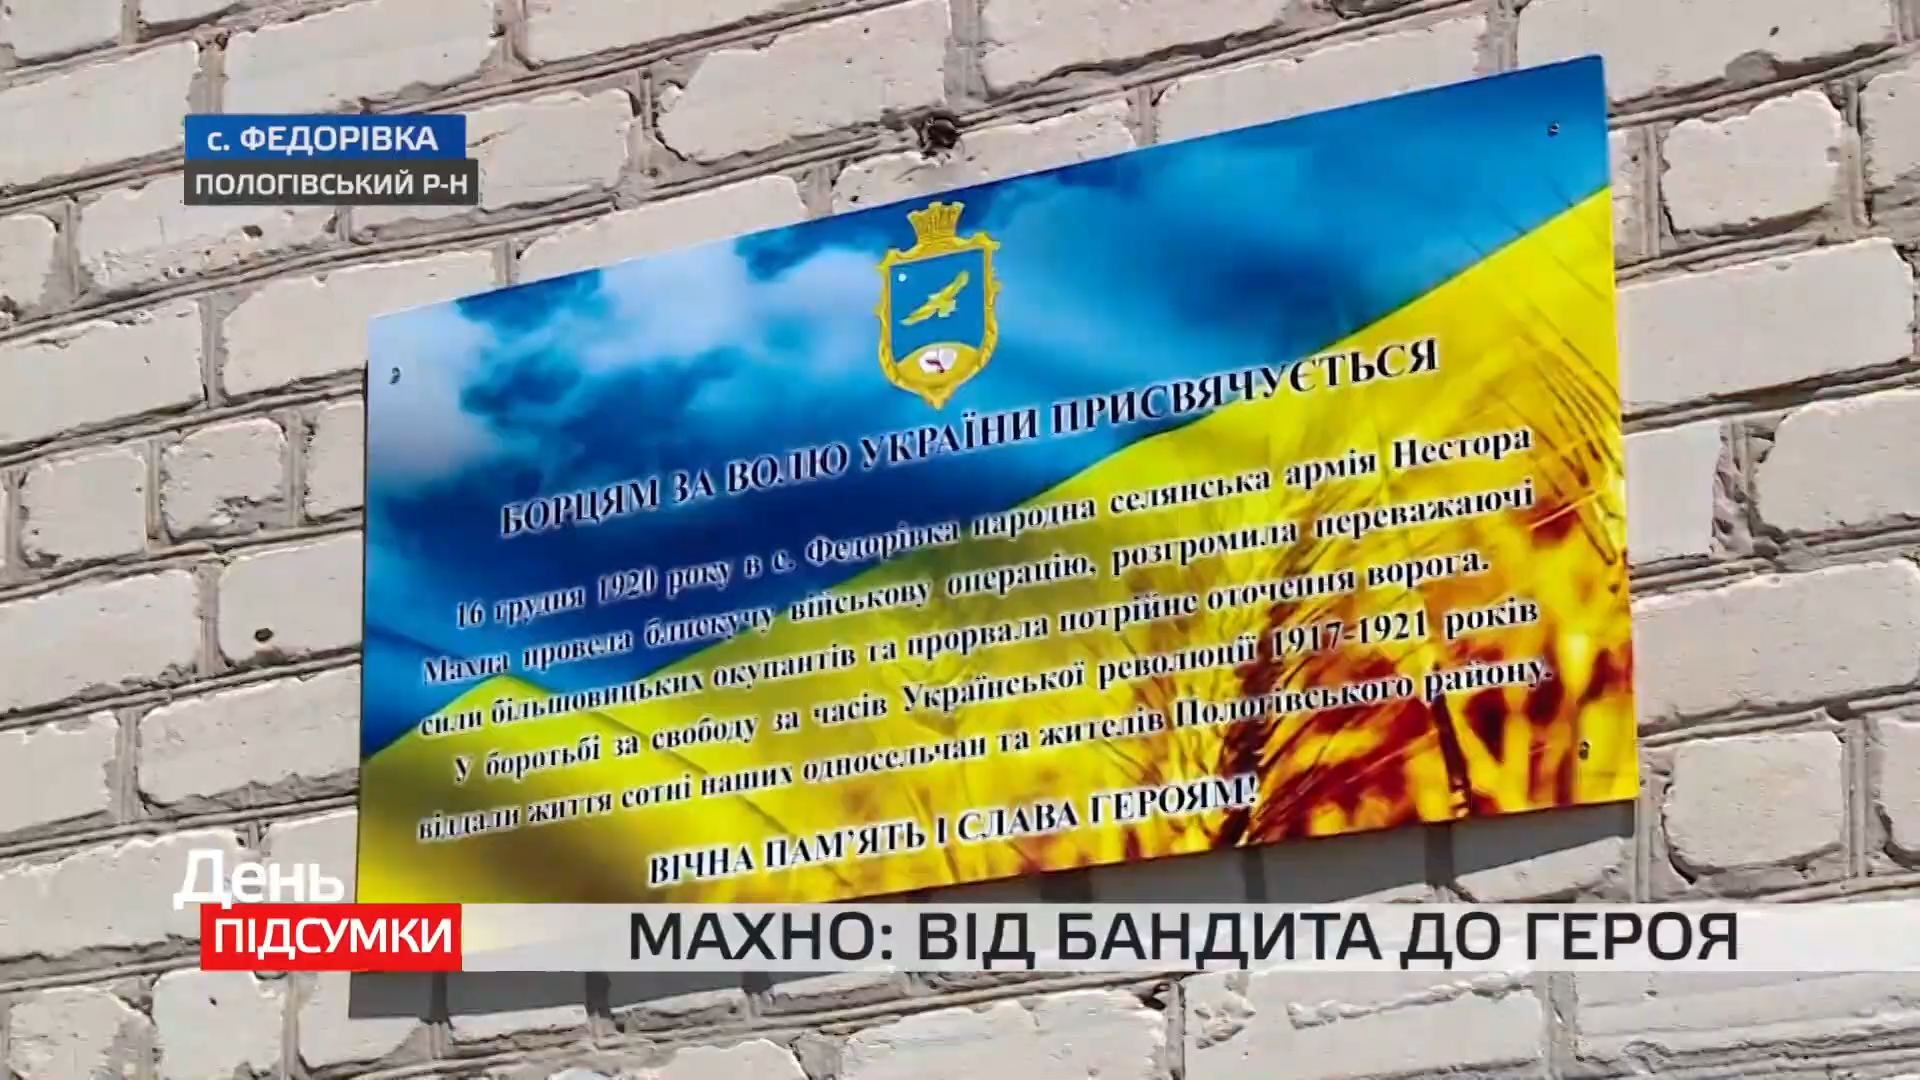 с. ФЕДОРІВКА
ПОЛОГІВСЬКИЙ Р-Н
БОРЦЯМ ЗА ВОЛЮ УКРАЇНИ ПРИСВЯЧУЄТЬСЯ
16 грудня 1920 року в с. Федорівка народна селянська армія Нестора
Махна провела блискучу військову операцію, розгромила переважаючі
сили більшовицьких окупантів та прорвала потрійне оточення ворога.
У боротьбі за свободу за часів Української революції 1917-1921 років
віддали життя сотні наших односельчан та жителів Пологівського району.
ВІЧНА ПАМ’ЯТЬ І СЛАВА ГЕРОЯМ!
День
ПІДСУМКИ
МАХНО: ВІД БАНДИТА ДО ГЕРОЯ